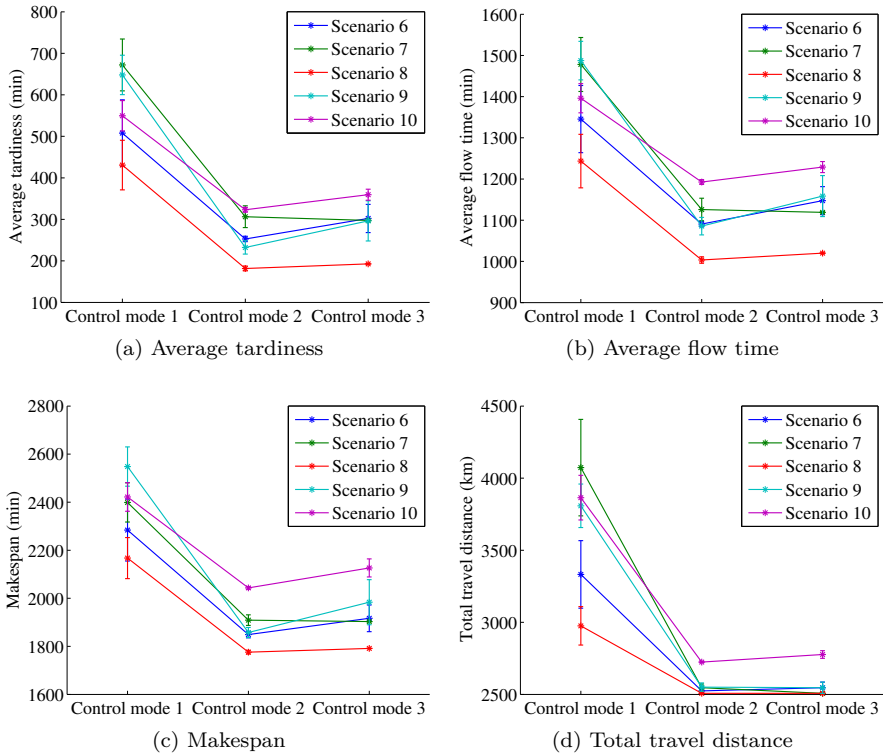 800
700
600
500
400
300
200
100
Average tardiness (min)
Scenario 6
Scenario 7
Scenario 8
Scenario 9
Scenario 10
Control mode 1 Control mode 2 Control mode 3
(a) Average tardiness
1600
1500
1400
1300
1200
1100
1000
900
Average flow time (min)
Scenario 6
Scenario 7
Scenario 8
Scenario 9
Scenario 10
Control mode 1 Control mode 2 Control mode 3
(b) Average flow time
2800
2600
2400
2200
2000
1800
1600
Makespan (min)
Scenario 6
Scenario 7
Scenario 8
Scenario 9
Scenario 10
Control mode 1 Control mode 2 Control mode 3
(c) Makespan
4500
4000
3500
3000
2500
Total travel distance (km)
Scenario 6
Scenario 7
Scenario 8
Scenario 9
Scenario 10
Control mode 1 Control mode 2 Control mode 3
(d) Total travel distance